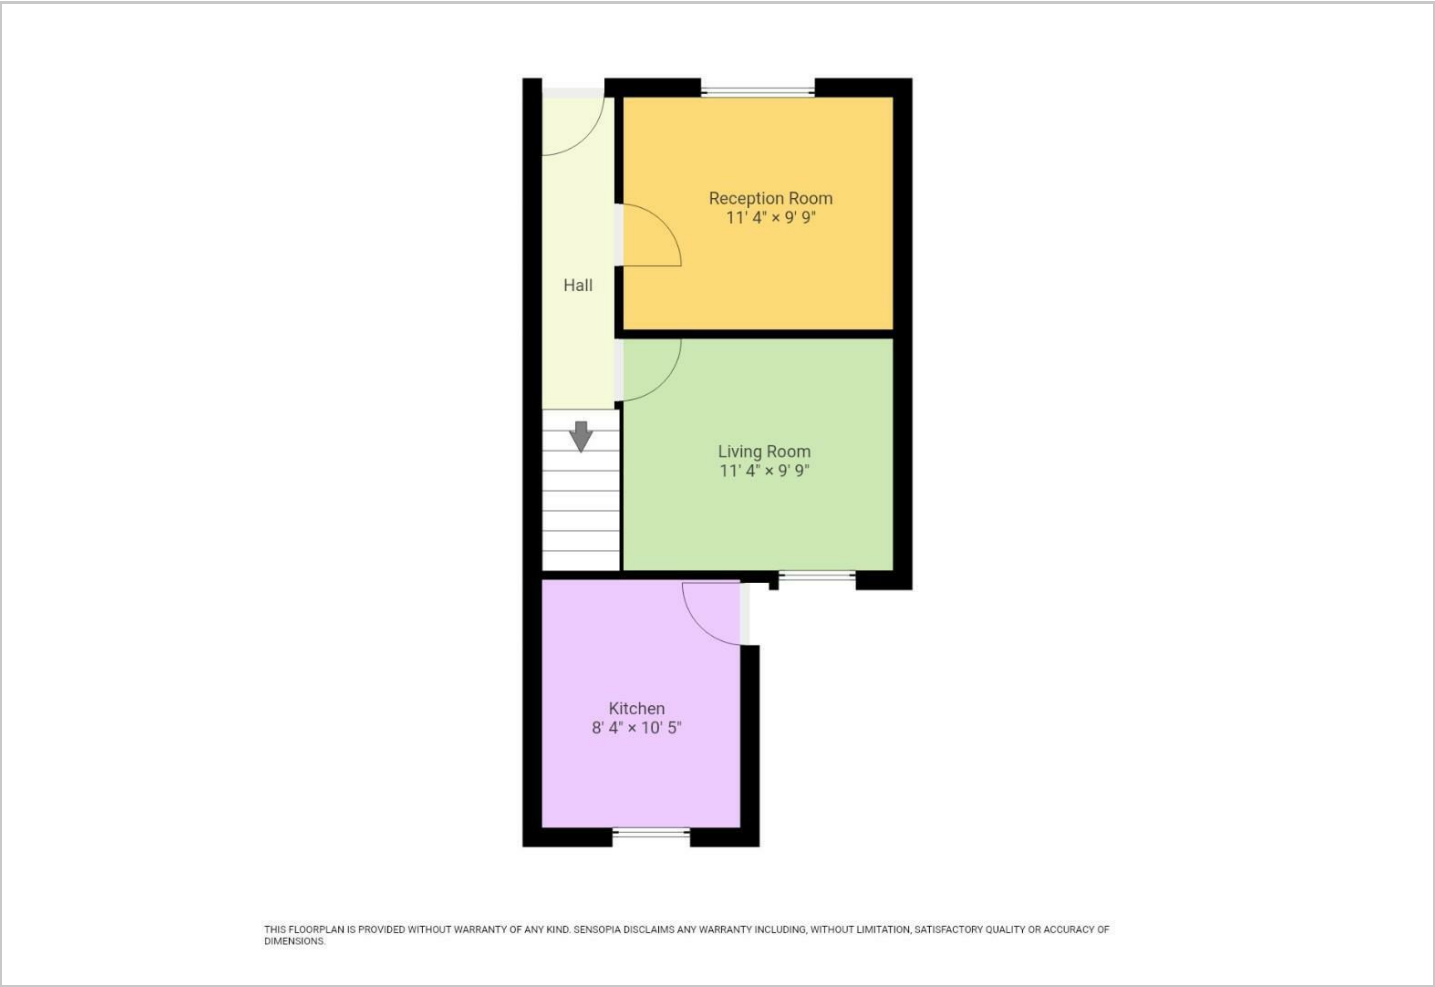 Reception Room
11' 4" × 9' 9"
Hall
Living Room
11' 4" × 9' 9"
Kitchen
8' 4" × 10' 5"
THIS FLOORPLAN IS PROVIDED WITHOUT WARRANTY OF ANY KIND. SENSOPIA DISCLAIMS ANY WARRANTY INCLUDING, WITHOUT LIMITATION, SATISFACTORY QUALITY OR ACCURACY OF
DIMENSIONS.